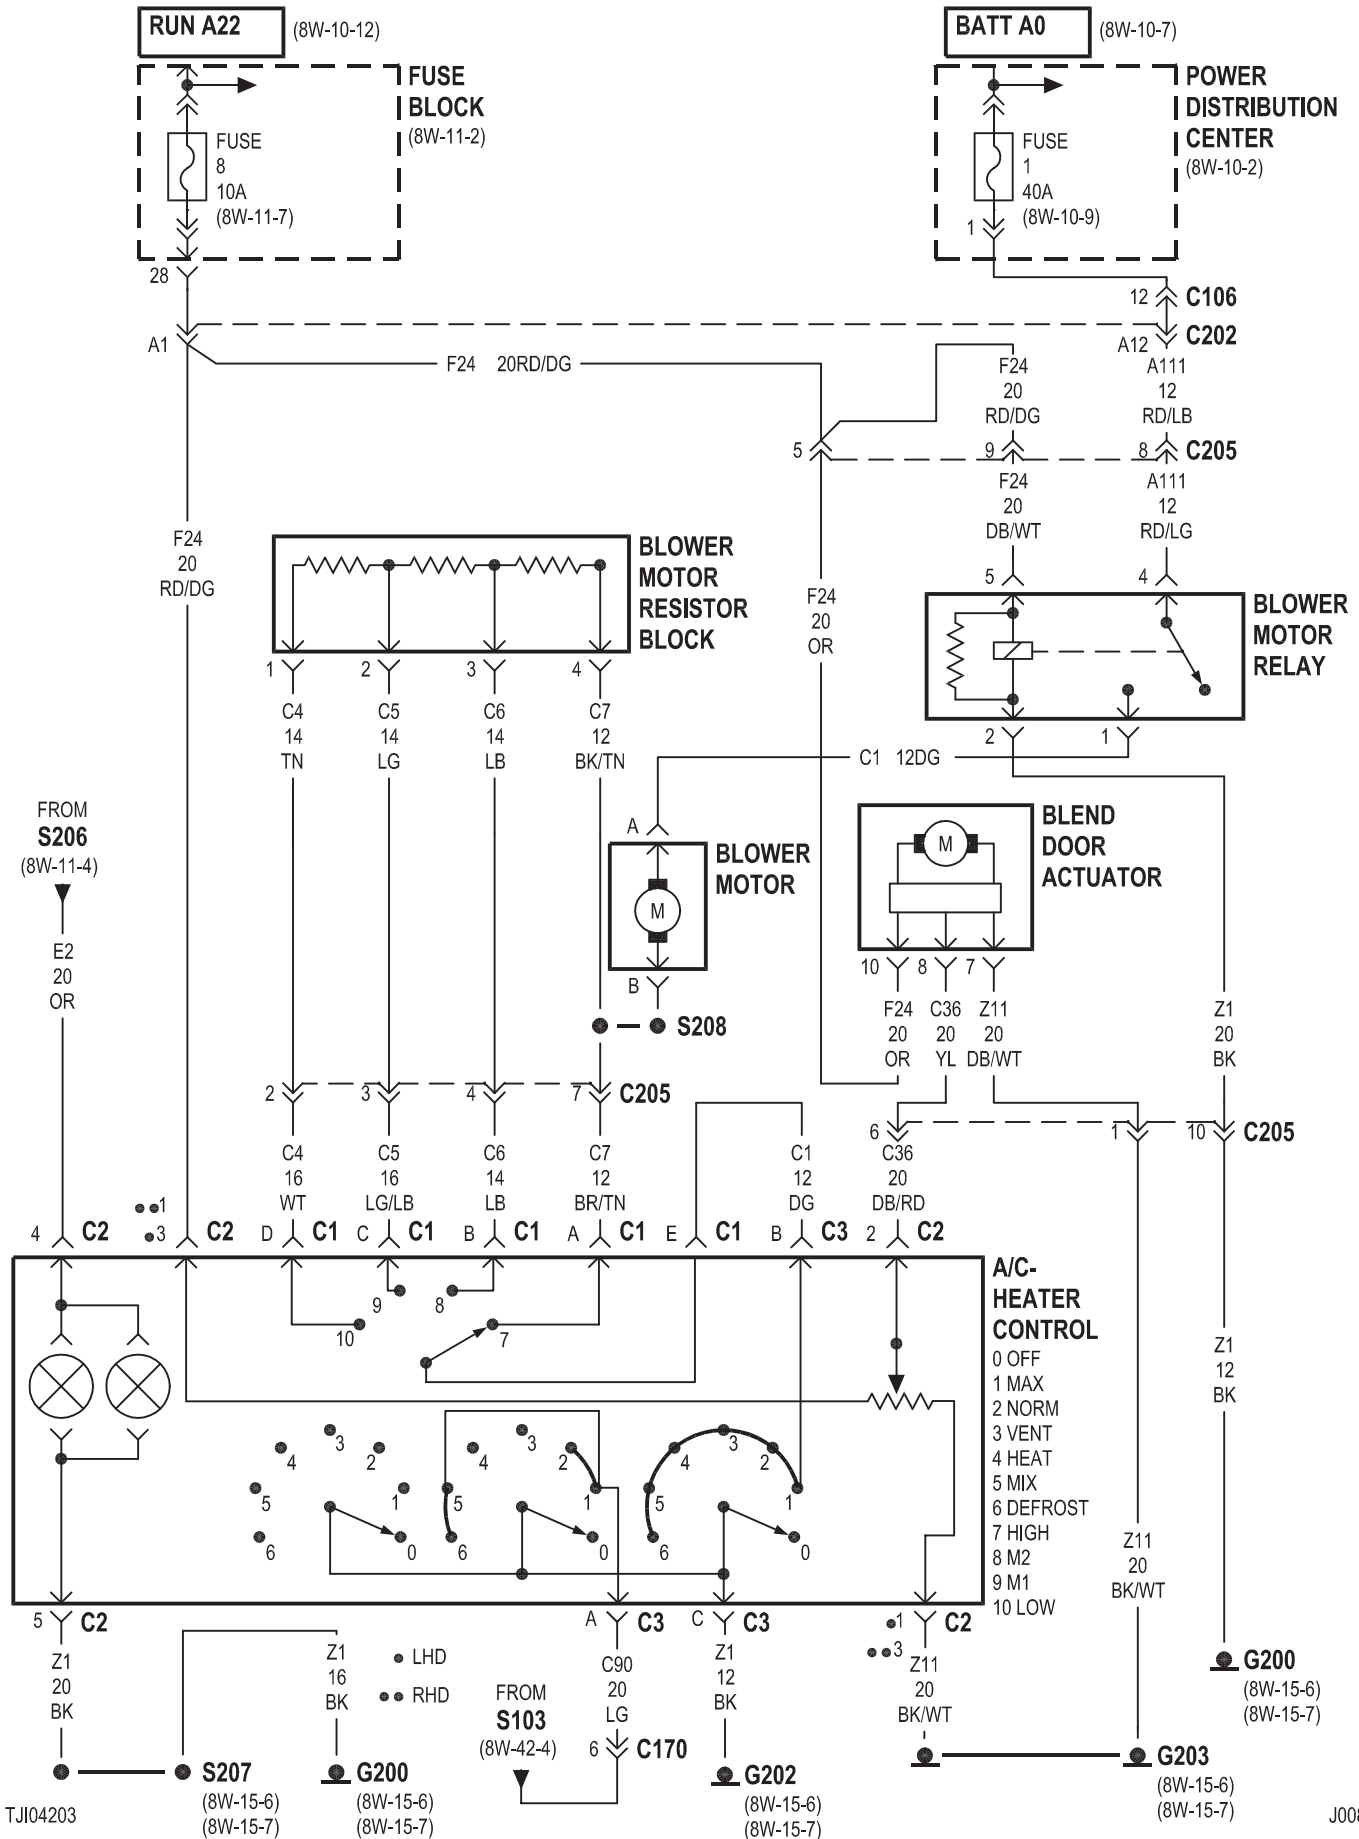 RUN A22 (8W-10-12)
BATT A0 (8W-10-7)
FUSE
BLOCK
(8W-11-2)
FUSE
8
10A
(8W-11-7)
POWER
DISTRIBUTION
CENTER
(8W-10-2)
FUSE
1
40A
(8W-10-9)
1
28
12 C106
A1
A12 C202
F24 20RD/DG
F24
20
RD/DG
A111
12
RD/LB
5
9
8 C205
F24
20
DB/WT
A111
12
RD/LG
F24
20
RD/DG
BLOWER
MOTOR
RESISTOR
BLOCK
F24
20
OR
5
4
BLOWER
MOTOR
RELAY
1
2
3
4
C4
14
TN
C5
14
LG
C6
14
LB
C7
12
BK/TN
2
1
C1 12DG
FROM
S206
(8W-11-4)
E2
20
OR
A
BLOWER
MOTOR
M
B
S208
BLEND
DOOR
ACTUATOR
M
10
8
7
F24
20
OR
C36
20
YL
Z11
20
DB/WT
Z1
20
BK
2
3
4
7 C205
6
1
10 C205
C4
16
WT
C5
16
LG/LB
C6
14
LB
C7
12
BR/TN
C1
12
DG
C36
20
DB/RD
4 C2
1
3 C2
D C1
C C1
B C1
A C1
E C1
B C3
2 C2
A/C-
HEATER
CONTROL
0 OFF
1 MAX
2 NORM
3 VENT
4 HEAT
5 MIX
6 DEFROST
7 HIGH
8 M2
9 M1
10 LOW
9
8
10
7
3
4
2
5
1
6
0
3
4
2
5
1
6
0
3
4
2
5
1
6
0
Z1
12
BK
Z11
20
BK/WT
5 C2
A C3
C C3
1
3
C2
Z1
20
BK
Z1
16
BK
LHD
RHD
FROM
S103
(8W-42-4)
C90
20
LG
6 C170
Z1
12
BK
Z11
20
BK/WT
G200
(8W-15-6)
(8W-15-7)
S207
(8W-15-6)
(8W-15-7)
G200
(8W-15-6)
(8W-15-7)
G202
(8W-15-6)
(8W-15-7)
G203
(8W-15-6)
(8W-15-7)
TJI04203
J008